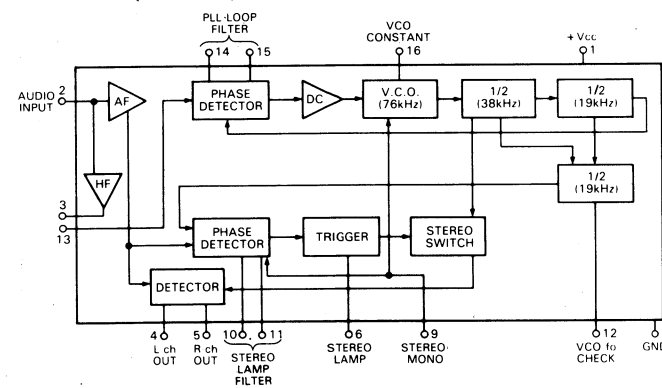 PLL·LOOP
FILTER
14
15
VCO
CONSTANT
16
+ Vcc
1
AUDIO
INPUT
2
AF
PHASE
DETECTOR
DC
V.C.O.
(76kHz)
1/2
(38kHz)
1/2
(19kHz)
HF
3
13
1/2
(19kHz)
PHASE
DETECTOR
TRIGGER
STEREO
SWITCH
DETECTOR
4
L ch
OUT
5
R ch
OUT
10
11
STEREO
LAMP
FILTER
6
STEREO
LAMP
9
STEREO·
MONO
12
VCO fo
CHECK
GND